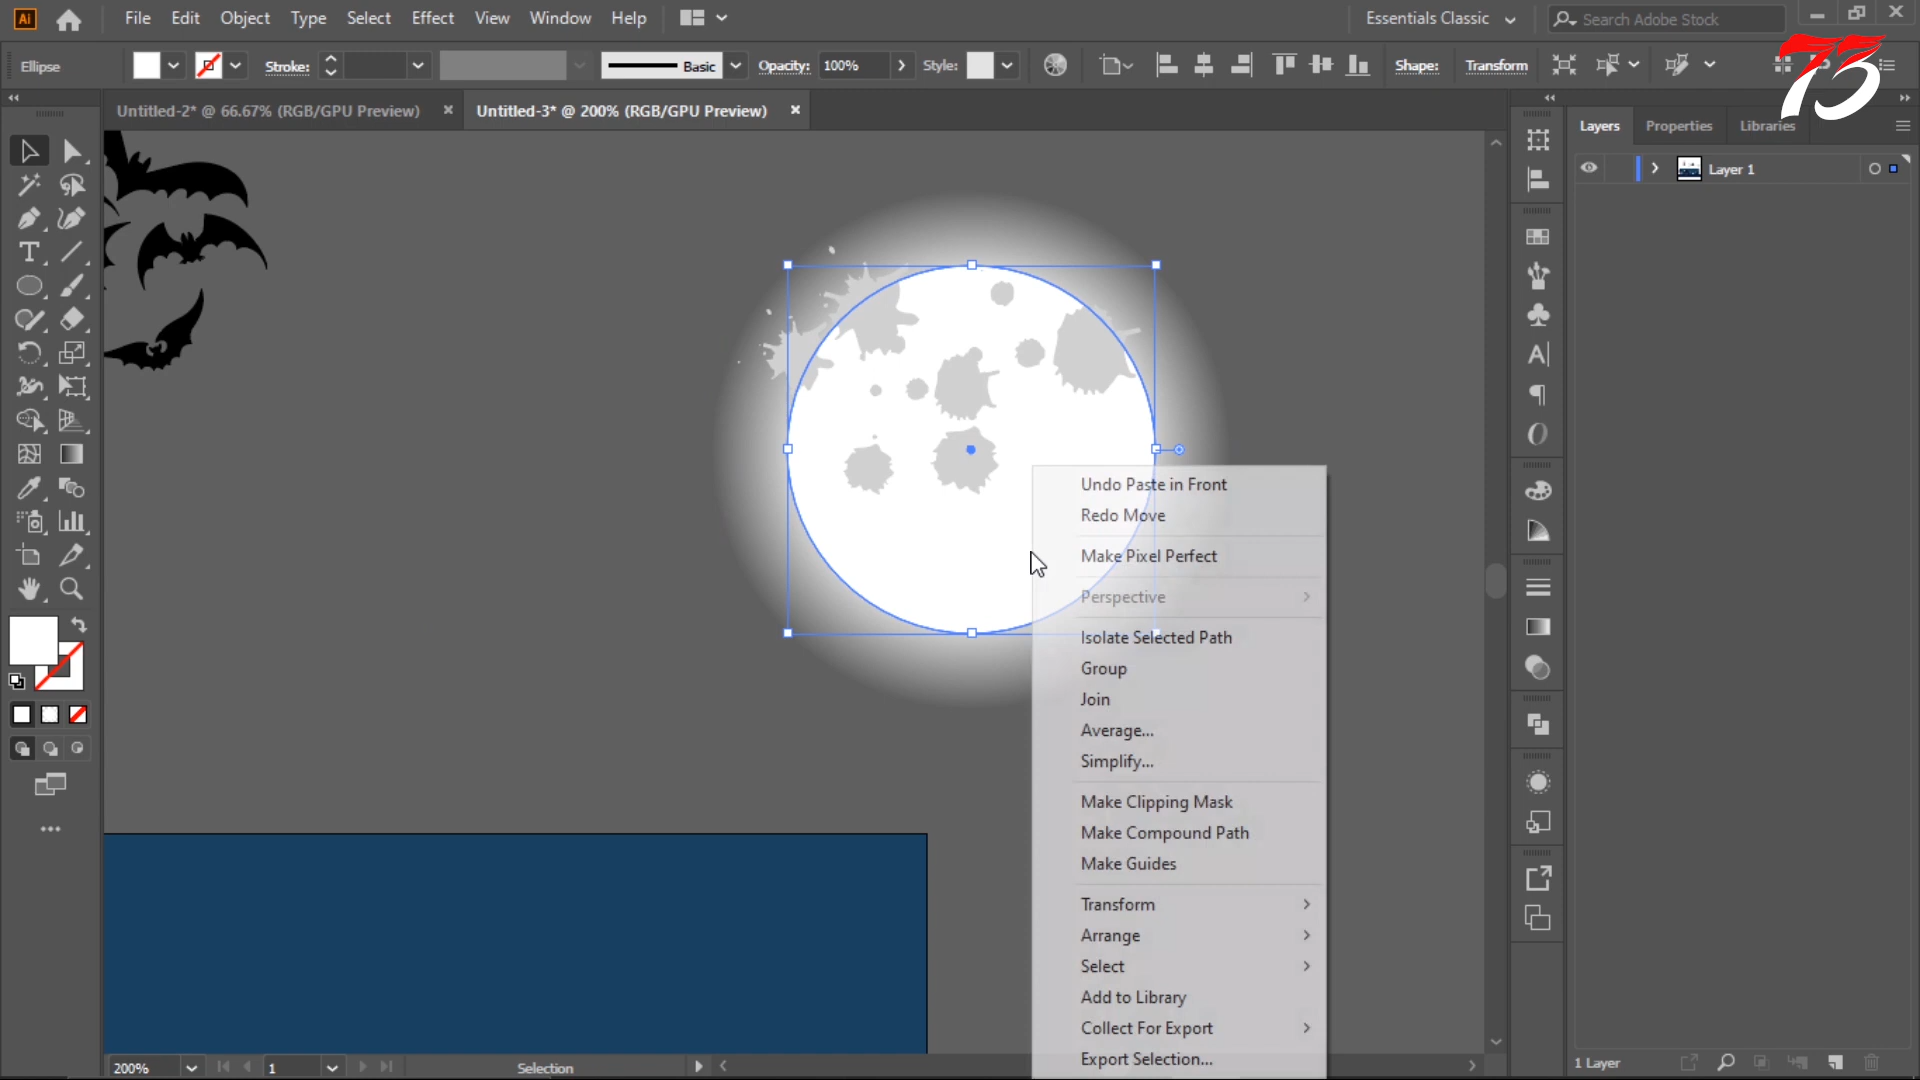 Ai File Edit Object Type Select Effect View Window Help Essentials Classic Search Adobe Stock
Ellipse Stroke: Basic Opacity: 100% Style: Shape: Transform
73
Untitled-2* @ 66.67% (RGB/GPU Preview) Untitled-3* @ 200% (RGB/GPU Preview)
Layers Properties Libraries
Layer 1
Undo Paste in Front
Redo Move
Make Pixel Perfect
Perspective
Isolate Selected Path
Group
Join
Average...
Simplify...
Make Clipping Mask
Make Compound Path
Make Guides
Transform
Arrange
Select
Add to Library
Collect For Export
Export Selection...
200% 1 Selection
1 Layer